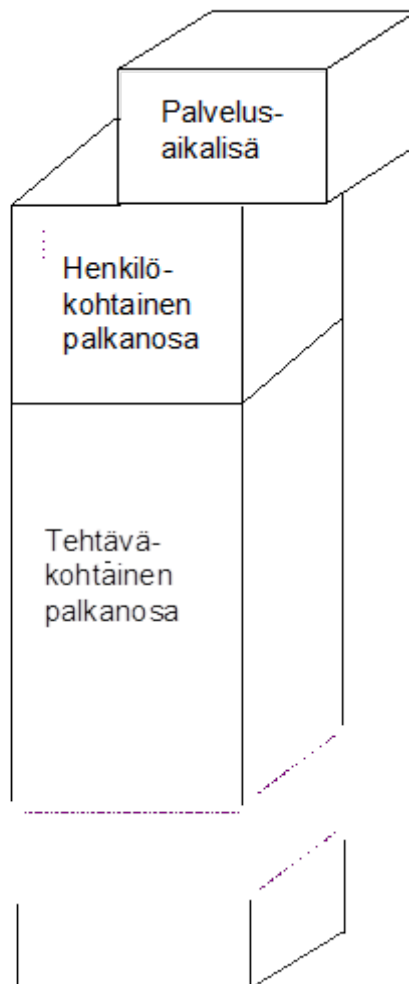 Palvelus-
aikalisä
Henkilö-
kohtainen
palkanosa
Tehtävä-
kohtainen
palkanosa